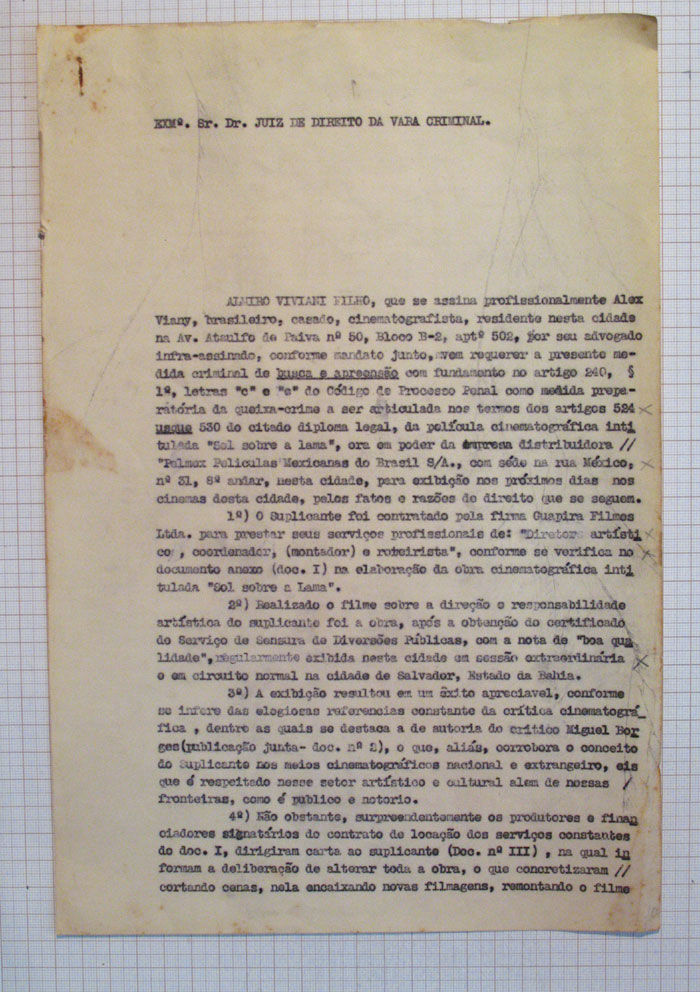 EXMº. Sr. Dr. JUIZ DE DIREITO DA VARA CRIMINAL.
ALMIRO VIVIANI FILHO, que se assina profissionalmente Alex
Viany, brasileiro, casado, cinematografista, residente nesta cidade
na Av. Ataulfo de Paiva nº 50, Bloco B-2, aptº 502, por seu advogado
infra-assinado, conforme mandato junto, vem requerer a presente me-
dida criminal de busca e apreensão com fundamento no artigo 240, §
1º, letras "c" e "e" do Código de Processo Penal como medida prepa-
ratória da queixa-crime a ser articulada nos termos dos artigos 524
usque 530 do citado diploma legal, da película cinematográfica inti
tulada "Sol sobre a lama", ora em poder da empresa distribuidora //
"Palmex Peliculas Mexicanas do Brasil S/A., com séde na rua México,
nº 31, 8º andar, nesta cidade, para exibição nos próximos dias nos
cinemas desta cidade, pelos fatos e razões de direito que se seguem.
1º) O Suplicante foi contratado pela firma Guapira Filmes
Ltda. para prestar seus serviços profissionais de: "Diretor artísti
co, coordenador, (montador) e roteirista", conforme se verifica no
documento anexo (doc. I) na elaboração da obra cinematográfica inti
tulada "Sol sobre a Lama".
2º) Realizado o filme sobre a direção e responsabilidade
artística do suplicante foi a obra, após a obtenção do certificado
do Serviço de Sensura de Diversões Públicas, com a nota de "boa qua
lidade", regularmente exibida nesta cidade em sessão extraordinária
e em circuito normal na cidade de Salvador, Estado da Bahia.
3º) A exibição resultou em um êxito apreciavel, conforme
se infere das elogiosas referencias constante da crítica cinematográ
fica , dentre as quais se destaca a de autoria do crítico Miguel Bor
ges(publicação junta- doc. nº 2), o que, aliás, corrobora o conceito
do Suplicante nos meios cinematográficos nacional e extrangeiro, eis
que é respeitado nesse setor artístico e cultural alem de nossas /
fronteiras, como é publico e notorio.
4º) Não obstante, surpreendentemente os produtores e finan
ciadores signatários do contrato de locação dos serviços constantes
do doc. I, dirigiram carta ao suplicante (Doc. nº III) , na qual in
formam a deliberação de alterar toda a obra, o que concretizaram //
cortando cenas, nela encaixando novas filmagens, remontando o filme